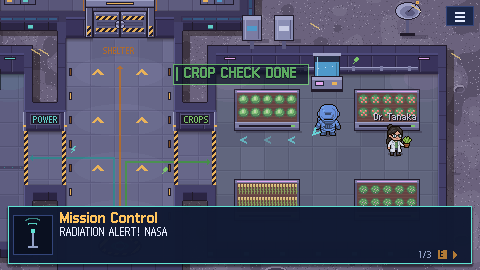 SHELTER
CROP CHECK DONE
POWER
CROPS
Dr. Tanaka
Mission Control
RADIATION ALERT! NASA
1/3 E